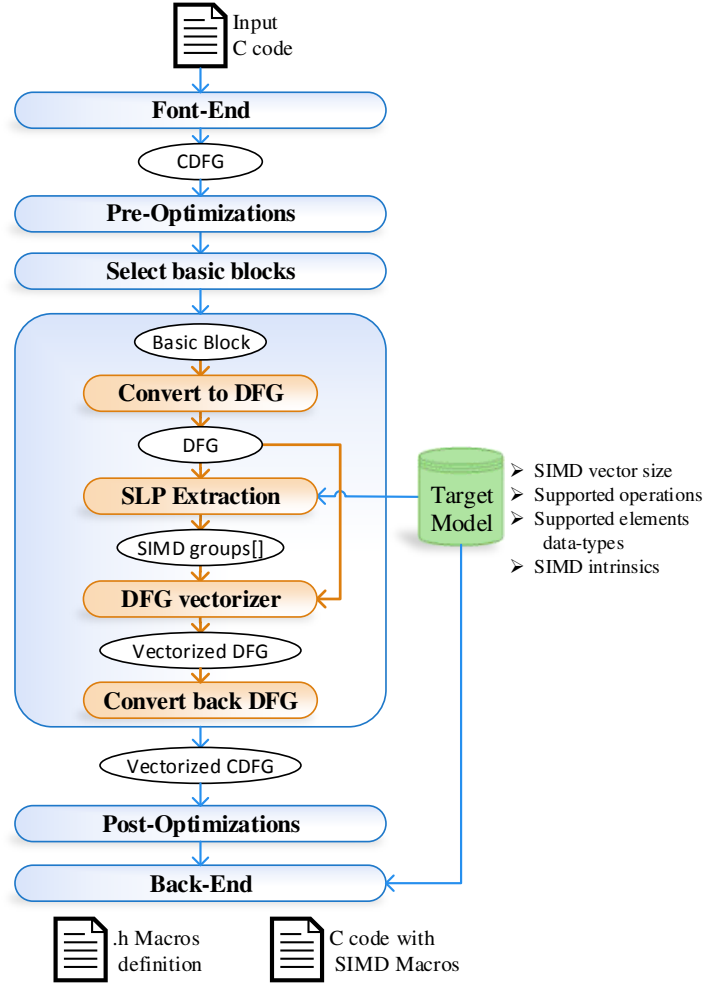 Input
C code
Font-End
CDFG
Pre-Optimizations
Select basic blocks
Basic Block
Convert to DFG
DFG
SLP Extraction
SIMD groups[]
DFG vectorizer
Vectorized DFG
Convert back DFG
Target
Model
➢ SIMD vector size
➢ Supported operations
➢ Supported elements
data-types
➢ SIMD intrinsics
Vectorized CDFG
Post-Optimizations
Back-End
.h Macros
definition
C code with
SIMD Macros